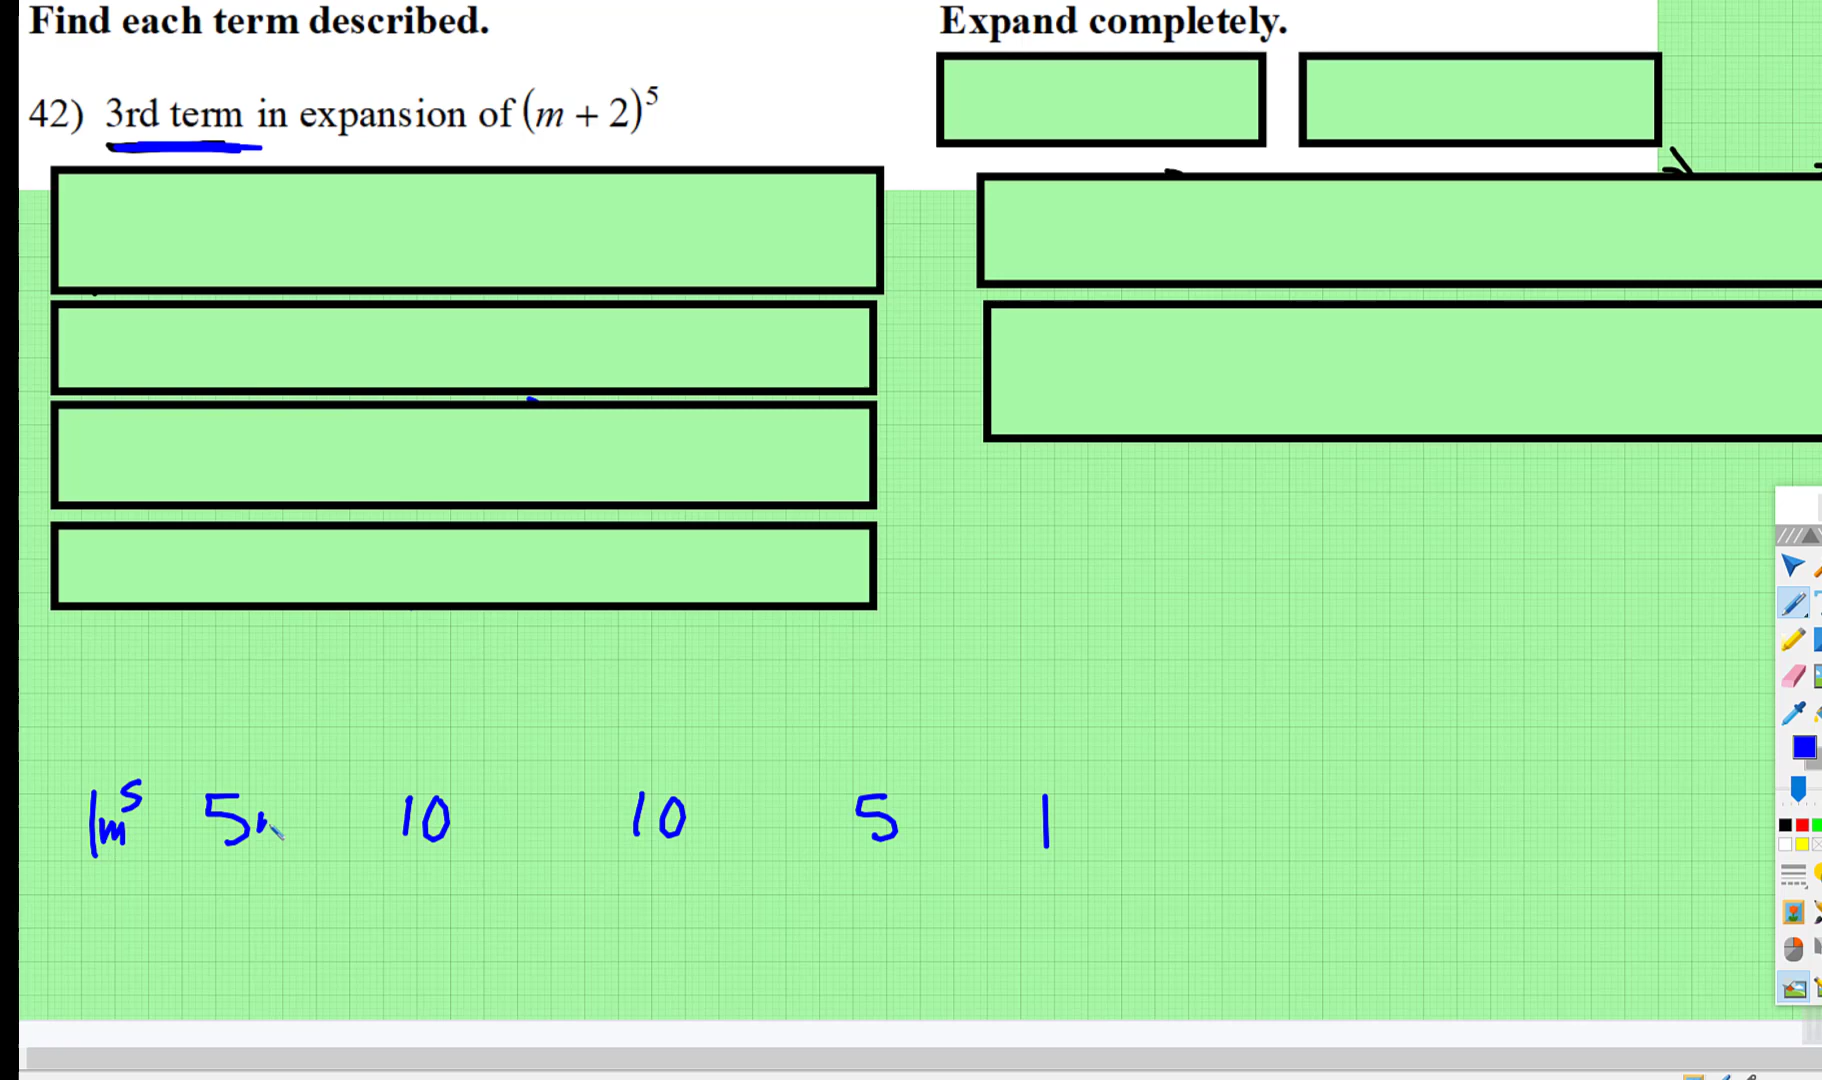 Find each term described.
Expand completely.
42) 3rd term in expansion of (m + 2)^5
1m^5 5 10 10 5 1